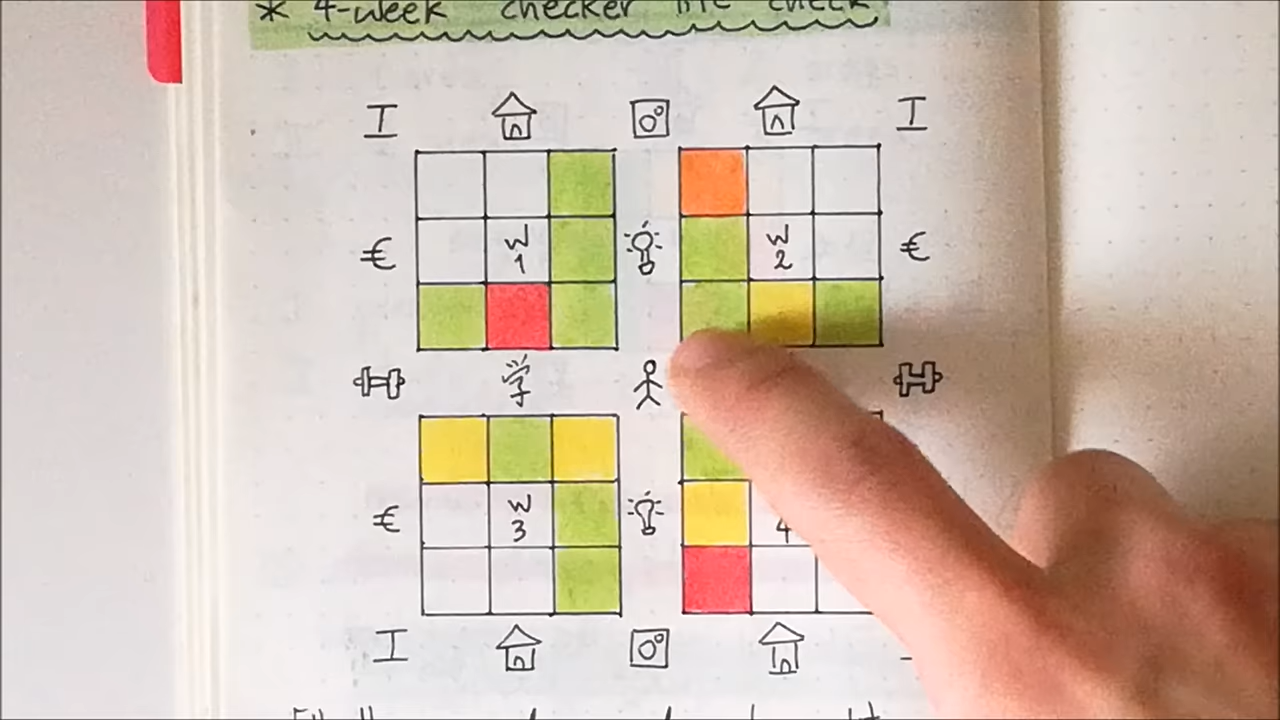 * 4-week checker life check
I I
W 1 W 2
€ €
学
W 3 4
€
I